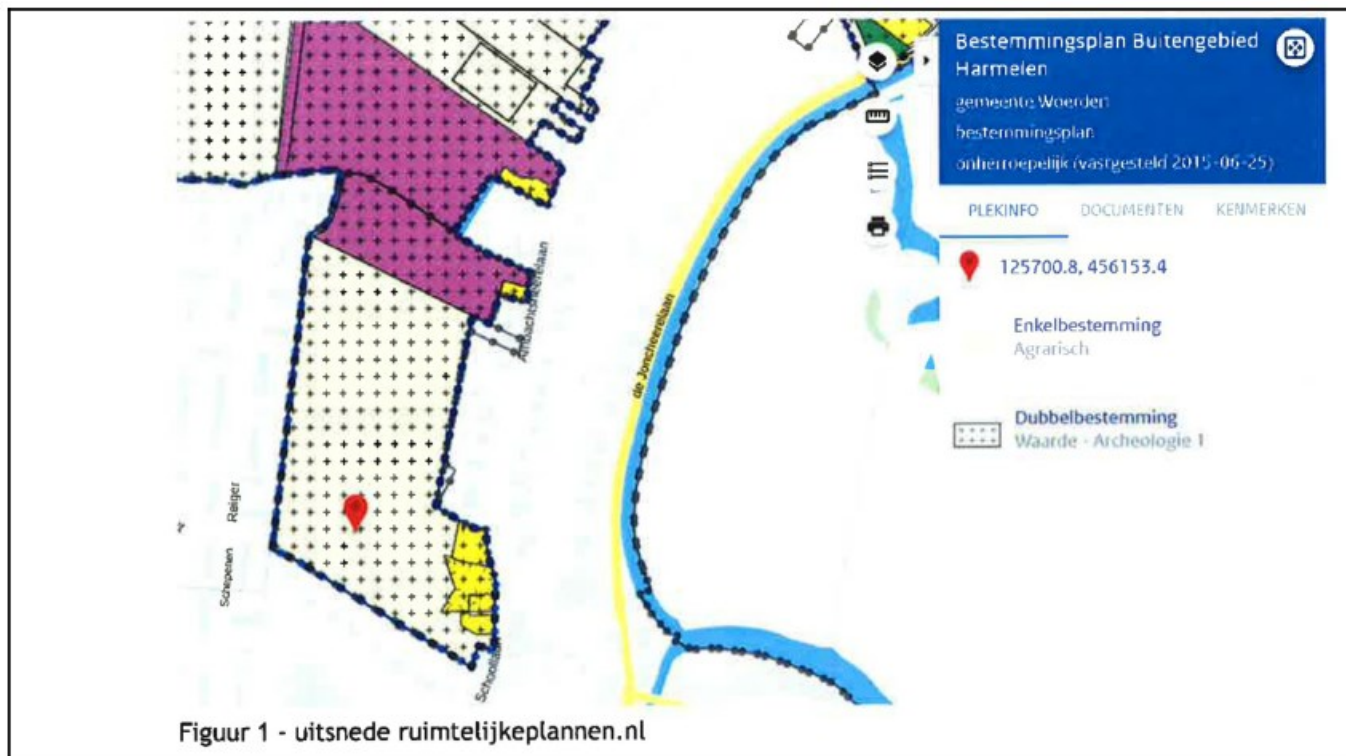 Bestemmingsplan Buitengebied
Harmelen
gemeente Woerden
bestemmingsplan
onherroepelijk (vastgesteld 2015-06-25)
PLEKINFO DOCUMENTEN KENMERKEN
125700.8, 456153.4
Enkelbestemming
Agrarisch
Dubbelbestemming
Waarde - Archeologie 1
Ambachtsheerelaan
de Joncheerelaan
Reiger
Schepenen
Figuur 1 - uitsnede ruimtelijkeplannen.nl